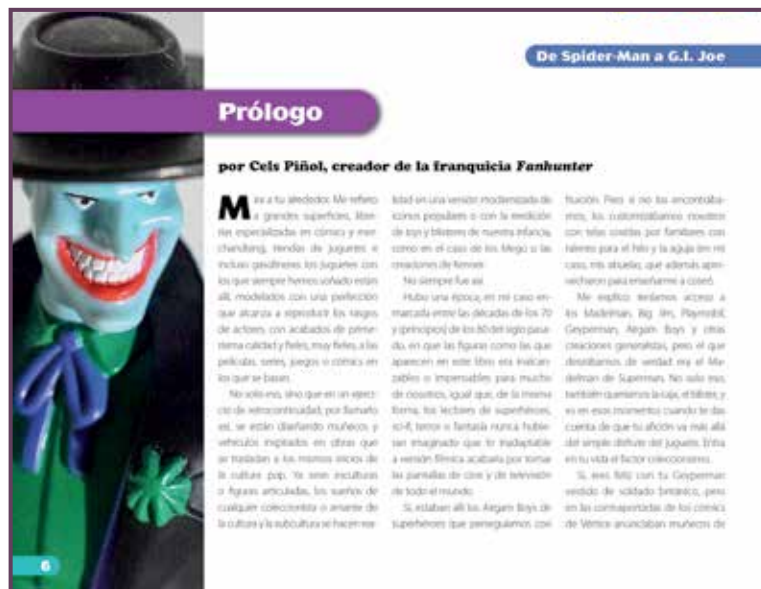 De Spider-Man a G.I. Joe
Prólogo
por Cels Piñol, creador de la franquicia Fanhunter
Mira a tu alrededor. Me refiero
a grandes superficies, libre-
rías especializadas en cómics y mer-
chandising, tiendas de juguetes e
incluso gasolineras: los juguetes con
los que siempre hemos soñado están
allí, modelados con una perfección
que alcanza a reproducir los rasgos
de actores, con acabados de prime-
rísima calidad y fieles, muy fieles, a las
películas, series, juegos o cómics en
los que se basan.
No solo eso, sino que en un ejerci-
cio de retrocontinuidad, por llamarlo
así, se están diseñando muñecos y
vehículos inspirados en obras que
se trasladan a los mismos inicios de
la cultura pop. Ya sean esculturas
o figuras articuladas, los sueños de
cualquier coleccionista o amante de
la cultura y la subcultura se hacen rea-
lidad en una versión modernizada de
iconos populares o con la reedición
de toys y blísteres de nuestra infancia,
como en el caso de los Mego o las
creaciones de Kenner.
No siempre fue así.
Hubo una época, en mi caso en-
marcada entre las décadas de los 70
y (principios) de los 80 del siglo pasa-
do, en que las figuras como las que
aparecen en este libro eran inalcan-
zables o impensables para mucho
de nosotros, igual que, de la misma
forma, los lectores de superhéroes,
sci-fi, terror o fantasía nunca hubie-
ran imaginado que lo inadaptable
a versión fílmica acabaría por tomar
las pantallas de cine y de televisión
de todo el mundo.
Sí, estaban allí los Airgam Boys de
superhéroes que perseguíamos con
fruición. Pero si no los encontrába-
mos, los customizábamos nosotros
con telas cosidas por familiares con
talento para el hilo y la aguja (en mi
caso, mis abuelas, que además apro-
vecharon para enseñarme a coser).
Me explico: teníamos acceso a
los Madelman, Big Jim, Playmobil,
Geyperman, Airgam Boys y otras
creaciones generalistas, pero el que
deseábamos de verdad era el Ma-
delman de Superman. No solo eso,
también queríamos la caja, el blíster, y
es en esos momentos cuando te das
cuenta de que tu afición va más allá
del simple disfrute del juguete. Entra
en tu vida el factor coleccionismo.
Sí, eres feliz con tu Geyperman
vestido de soldado británico, pero
en las contraportadas de los cómics
de Vértice anunciaban muñecos de
6